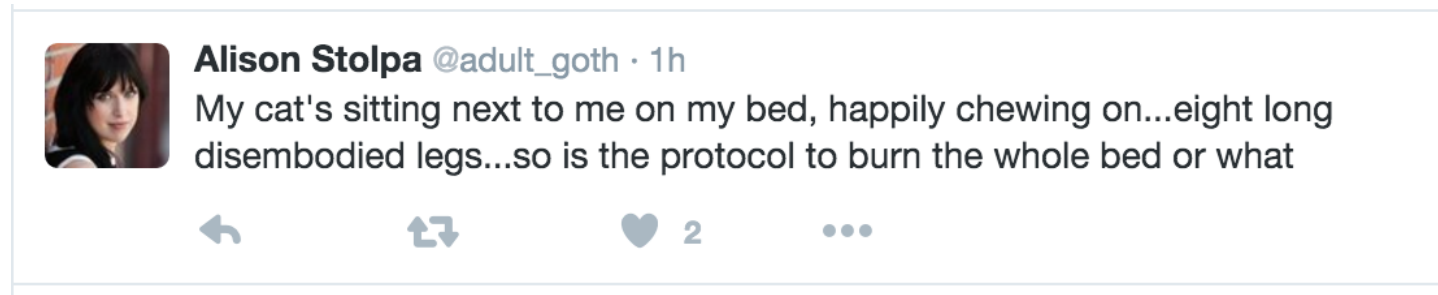 Alison Stolpa @adult_goth · 1h
My cat's sitting next to me on my bed, happily chewing on...eight long
disembodied legs...so is the protocol to burn the whole bed or what
2